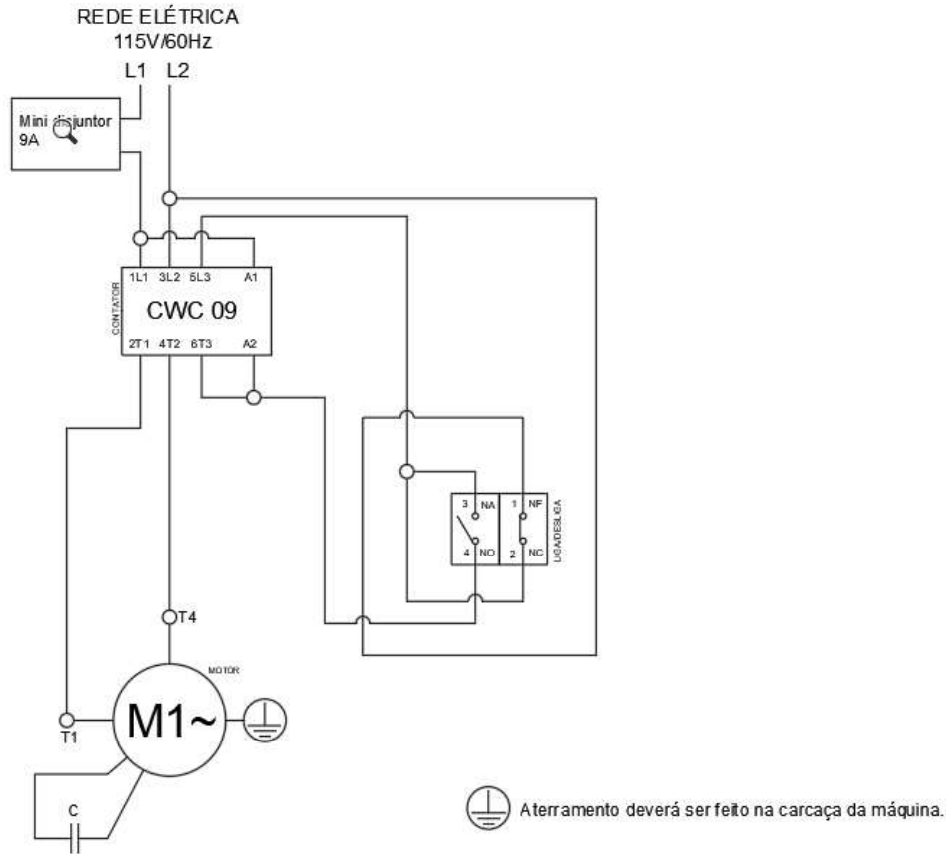 REDE ELÉTRICA
115V/60Hz
L1 L2
Mini disjuntor
9A
1L1 3L2 5L3 A1
CONTATOR
CWC 09
2T1 4T2 6T3 A2
3 NA 1 NF
4 NO 2 NC
LIGA/DESLIGA
T4
MOTOR
M1~
T1
C
Aterramento deverá ser feito na carcaça da máquina.